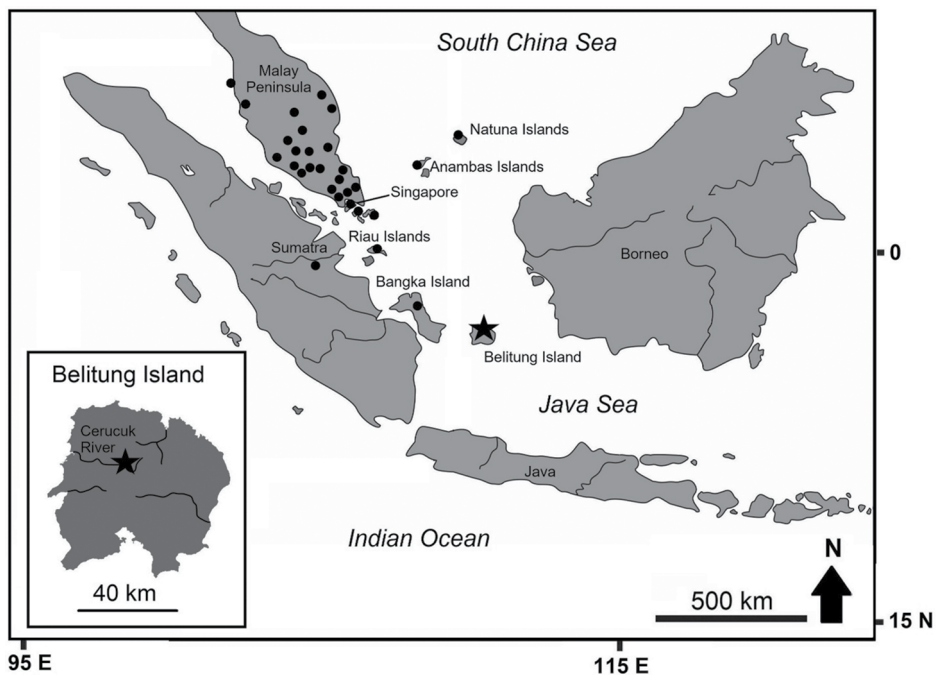 South China Sea
Malay
Peninsula
Natuna Islands
Anambas Islands
Singapore
Riau Islands
Sumatra
Borneo
0
Bangka Island
Belitung Island
Belitung Island
Cerucuk
River
40 km
Java Sea
Java
Indian Ocean
N
500 km
15 N
95 E
115 E